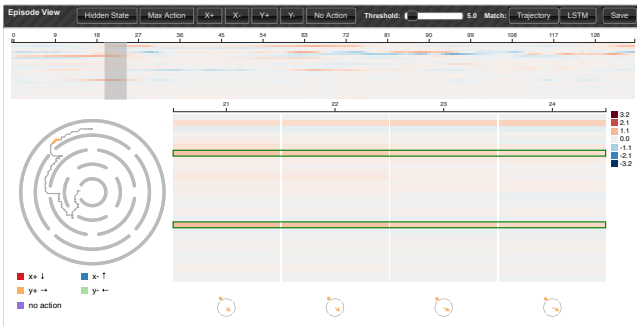 Episode View Hidden State Max Action X+ X- Y+ Y- No Action Threshold: 5.0 Match: Trajectory LSTM Save
0 9 18 27 36 45 54 63 72 81 90 99 108 117 126
21 22 23 24
3.2
2.1
1.1
0.0
-1.1
-2.1
-3.2
x+ ↓ x- ↑
y+ → y- ←
no action